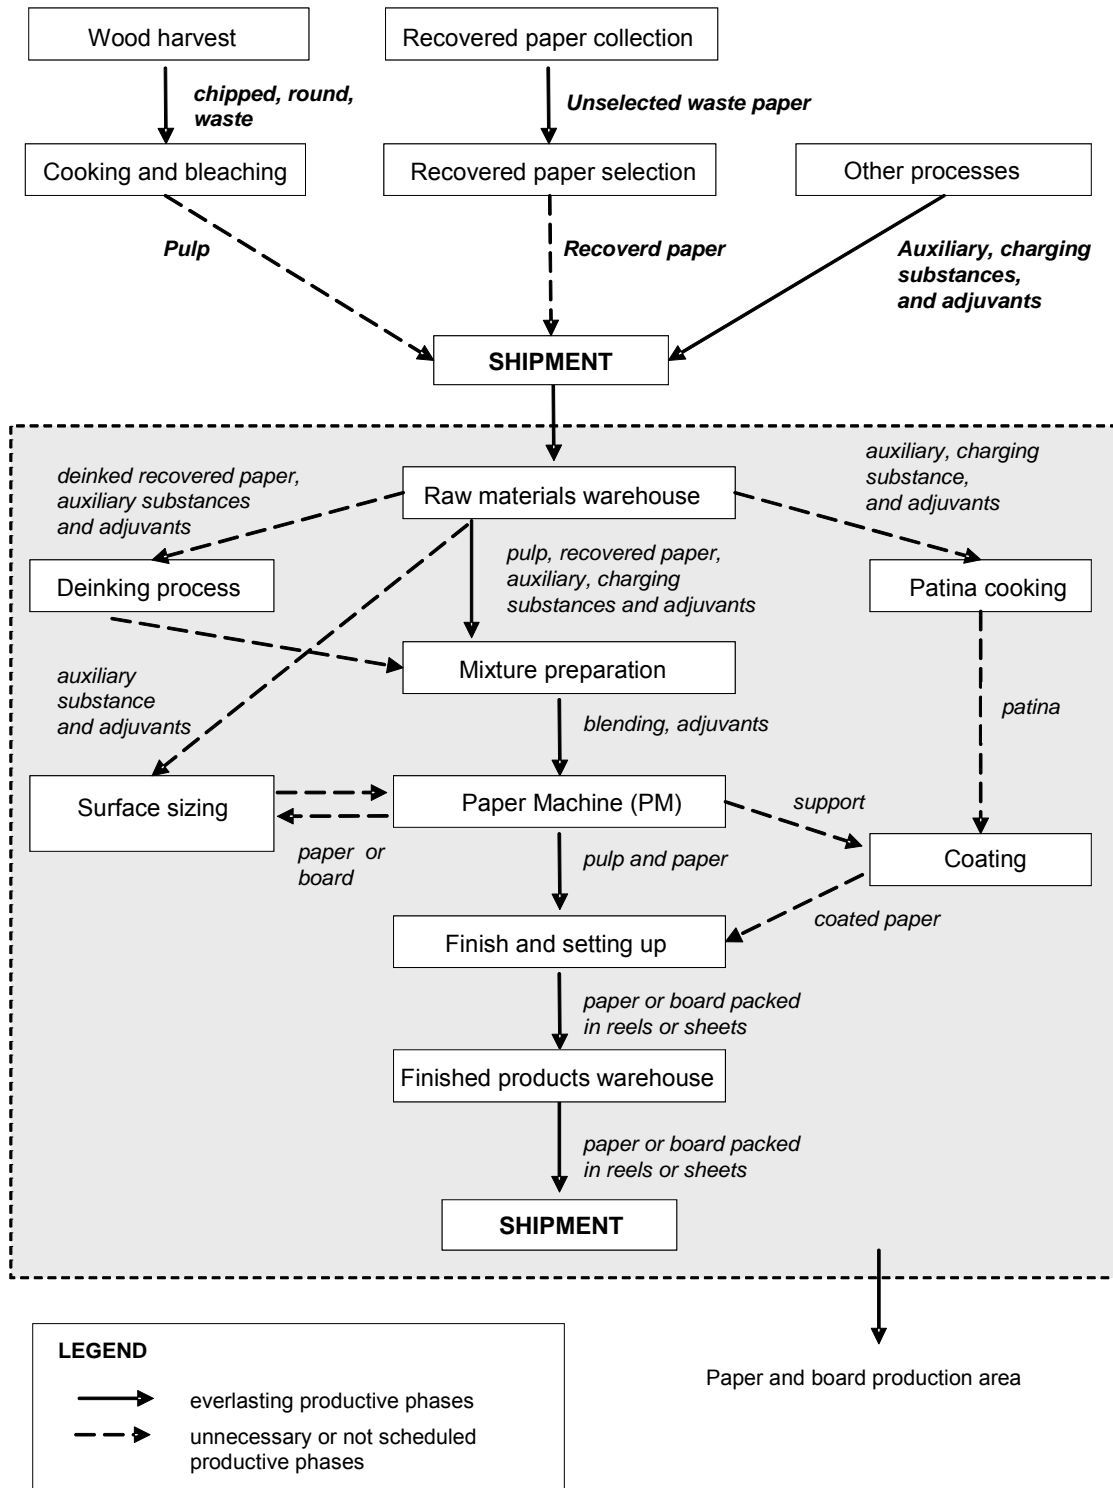 Wood harvest
Recovered paper collection
chipped, round,
waste
Unselected waste paper
Cooking and bleaching
Recovered paper selection
Other processes
Pulp
Recoverd paper
Auxiliary, charging
substances,
and adjuvants
SHIPMENT
deinked recovered paper,
auxiliary substances
and adjuvants
Raw materials warehouse
auxiliary, charging
substance,
and adjuvants
Deinking process
pulp, recovered paper,
auxiliary, charging
substances and adjuvants
Patina cooking
auxiliary
substance
and adjuvants
Mixture preparation
blending, adjuvants
patina
Surface sizing
Paper Machine (PM)
support
paper or
board
pulp and paper
Coating
coated paper
Finish and setting up
paper or board packed
in reels or sheets
Finished products warehouse
paper or board packed
in reels or sheets
SHIPMENT
Paper and board production area
LEGEND
everlasting productive phases
unnecessary or not scheduled
productive phases